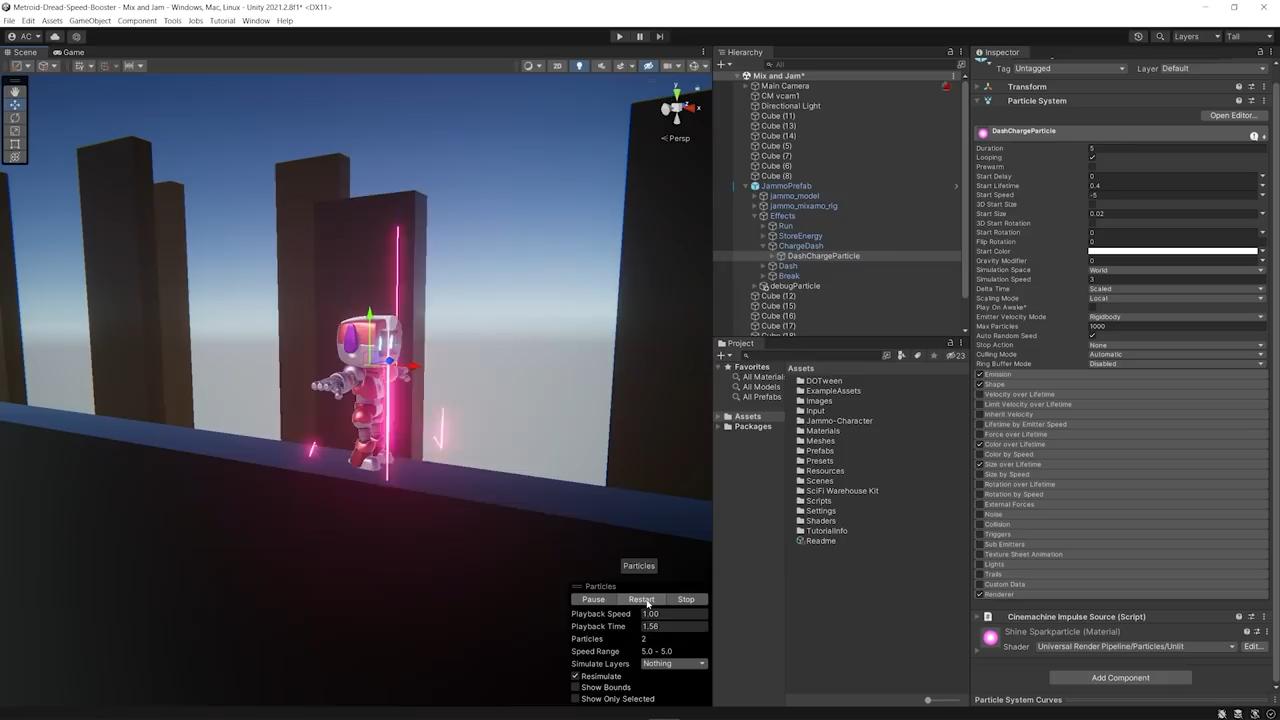 Metroid-Dread-Speed-Booster - Mix and Jam - Windows, Mac, Linux - Unity 2021.2.8f1* <DX11>
File Edit Assets GameObject Component Tools Jobs Tutorial Window Help
AC Layers Tall
Scene Game
2D
y
x
Persp
Particles
Particles
Pause Restart Stop
Playback Speed 1.00
Playback Time 1.56
Particles 2
Speed Range 5.0 - 5.0
Simulate Layers Nothing
Resimulate
Show Bounds
Show Only Selected
Hierarchy
All
Mix and Jam*
Main Camera
CM vcam1
Directional Light
Cube (11)
Cube (13)
Cube (14)
Cube (5)
Cube (7)
Cube (6)
Cube (8)
JammoPrefab
jammo_model
jammo_mixamo_rig
Effects
Run
StoreEnergy
ChargeDash
DashChargeParticle
Dash
Break
debugParticle
Cube (12)
Cube (15)
Cube (16)
Cube (17)
Project
23
Favorites
All Material
All Models
All Prefabs
Assets
Packages
Assets
DOTween
ExampleAssets
Images
Input
Jammo-Character
Materials
Meshes
Prefabs
Presets
Resources
Scenes
SciFi Warehouse Kit
Scripts
Settings
Shaders
TutorialInfo
Readme
Inspector
Tag Untagged Layer Default
Transform
Particle System
Open Editor...
DashChargeParticle
Duration 5
Looping
Prewarm
Start Delay 0
Start Lifetime 0.4
Start Speed -5
3D Start Size
Start Size 0.02
3D Start Rotation
Start Rotation 0
Flip Rotation 0
Start Color
Gravity Modifier 0
Simulation Space World
Simulation Speed 3
Delta Time Scaled
Scaling Mode Local
Play On Awake*
Emitter Velocity Mode Rigidbody
Max Particles 1000
Auto Random Seed
Stop Action None
Culling Mode Automatic
Ring Buffer Mode Disabled
Emission
Shape
Velocity over Lifetime
Limit Velocity over Lifetime
Inherit Velocity
Lifetime by Emitter Speed
Force over Lifetime
Color over Lifetime
Color by Speed
Size over Lifetime
Size by Speed
Rotation over Lifetime
Rotation by Speed
External Forces
Noise
Collision
Triggers
Sub Emitters
Texture Sheet Animation
Lights
Trails
Custom Data
Renderer
Cinemachine Impulse Source (Script)
Shine Sparkparticle (Material)
Shader Universal Render Pipeline/Particles/Unlit Edit...
Add Component
Particle System Curves